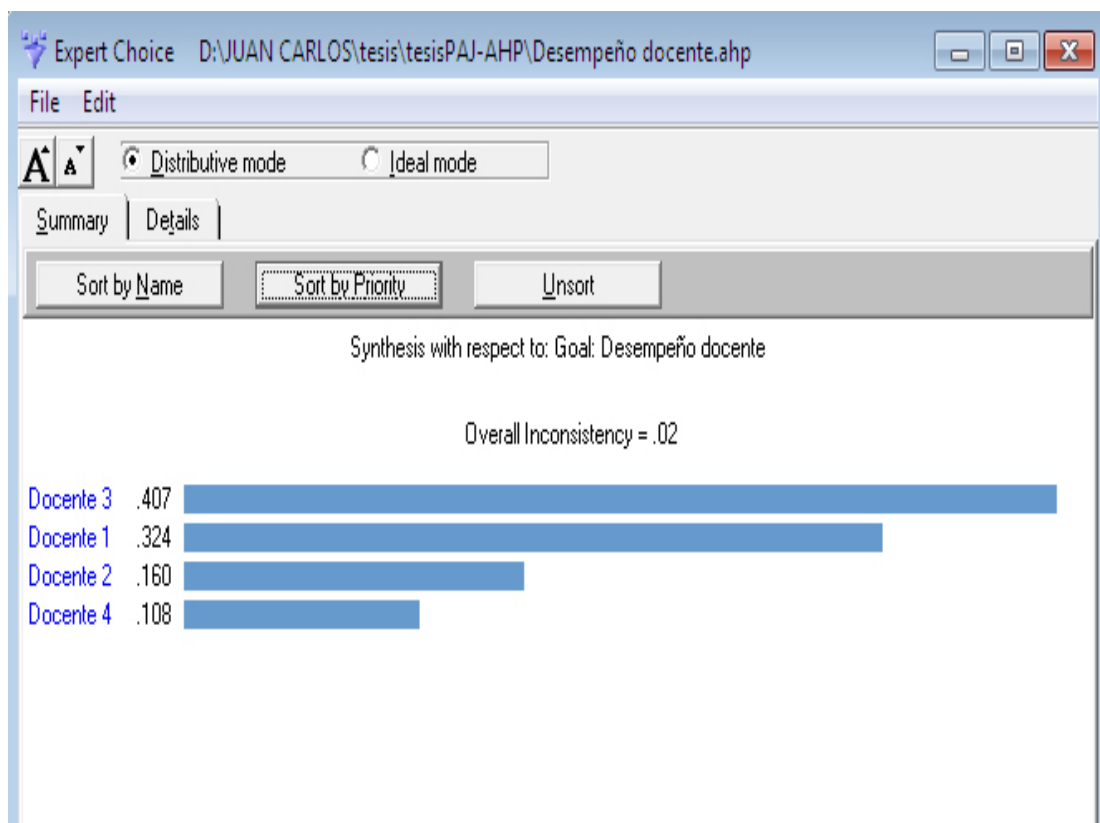 Expert Choice D:\JUAN CARLOS\tesis\tesisPAJ-AHP\Desempeño docente.ahp
File Edit
A A Distributive mode Ideal mode
Summary Details
Sort by Name Sort by Priority Unsort
Synthesis with respect to: Goal: Desempeño docente
Overall Inconsistency = .02
Docente 3 .407
Docente 1 .324
Docente 2 .160
Docente 4 .108